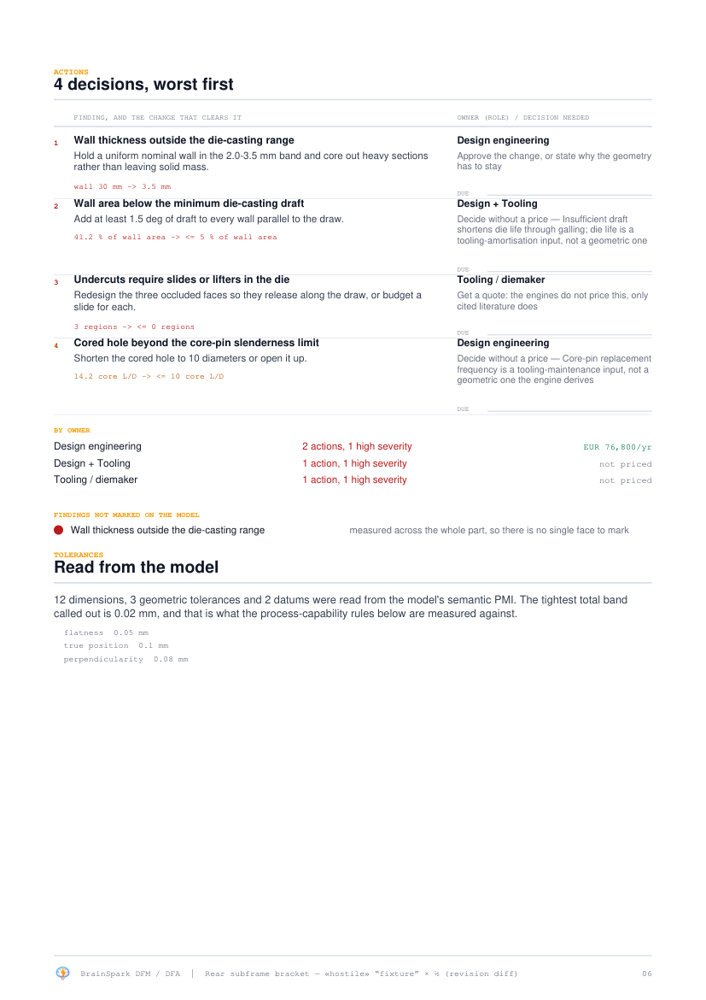 ACTIONS
4 decisions, worst first
FINDING, AND THE CHANGE THAT CLEARS IT
OWNER (ROLE) / DECISION NEEDED
1
Wall thickness outside the die-casting range
Hold a uniform nominal wall in the 2.0-3.5 mm band and core out heavy sections
rather than leaving solid mass.
wall 30 mm -> 3.5 mm
Design engineering
Approve the change, or state why the geometry
has to stay
DUE
2
Wall area below the minimum die-casting draft
Add at least 1.5 deg of draft to every wall parallel to the draw.
41.2 % of wall area -> <= 5 % of wall area
Design + Tooling
Decide without a price — Insufficient draft
shortens die life through galling; die life is a
tooling-amortisation input, not a geometric one
DUE
3
Undercuts require slides or lifters in the die
Redesign the three occluded faces so they release along the draw, or budget a
slide for each.
3 regions -> <= 0 regions
Tooling / diemaker
Get a quote: the engines do not price this, only
cited literature does
DUE
4
Cored hole beyond the core-pin slenderness limit
Shorten the cored hole to 10 diameters or open it up.
14.2 core L/D -> <= 10 core L/D
Design engineering
Decide without a price — Core-pin replacement
frequency is a tooling-maintenance input, not a
geometric one the engine derives
DUE
BY OWNER
Design engineering 2 actions, 1 high severity EUR 76,800/yr
Design + Tooling 1 action, 1 high severity not priced
Tooling / diemaker 1 action, 1 high severity not priced
FINDINGS NOT MARKED ON THE MODEL
Wall thickness outside the die-casting range measured across the whole part, so there is no single face to mark
TOLERANCES
Read from the model
12 dimensions, 3 geometric tolerances and 2 datums were read from the model's semantic PMI. The tightest total band
called out is 0.02 mm, and that is what the process-capability rules below are measured against.
flatness 0.05 mm
true position 0.1 mm
perpendicularity 0.08 mm
BrainSpark DFM / DFA | Rear subframe bracket — «hostile» “fixture” × ½ (revision diff) 06